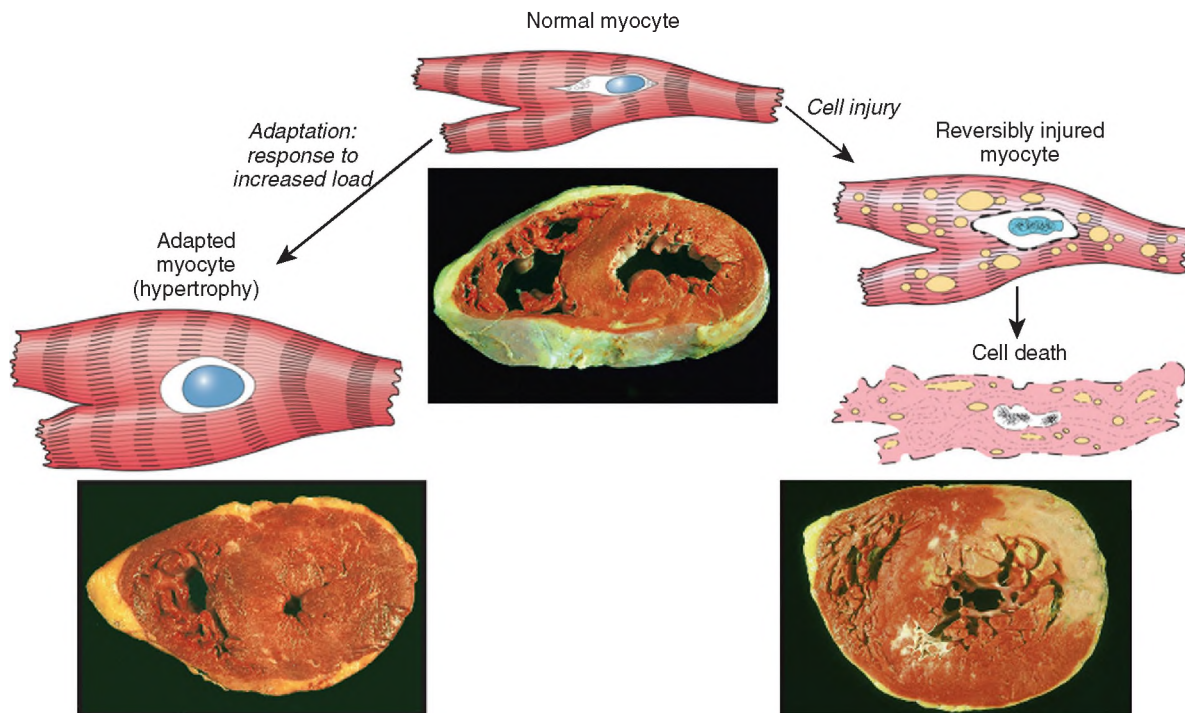 Normal myocyte
Adaptation:
response to
increased load
Cell injury
Reversibly injured
myocyte
Adapted
myocyte
(hypertrophy)
Cell death